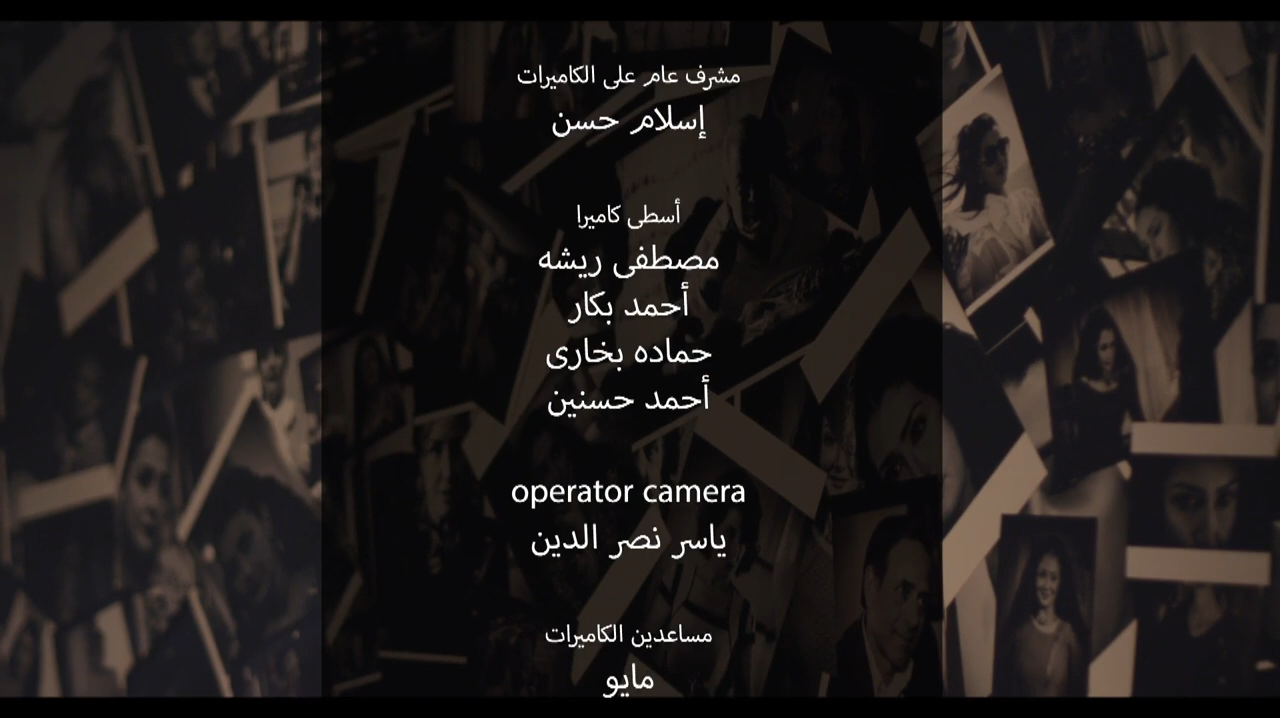 مشرف عام على الكاميرات
إسلام حسن
أسطى كاميرا
مصطفى ريشه
أحمد بكار
حماده بخارى
أحمد حسنين
operator camera
ياسر نصر الدين
مساعدين الكاميرات
مايو